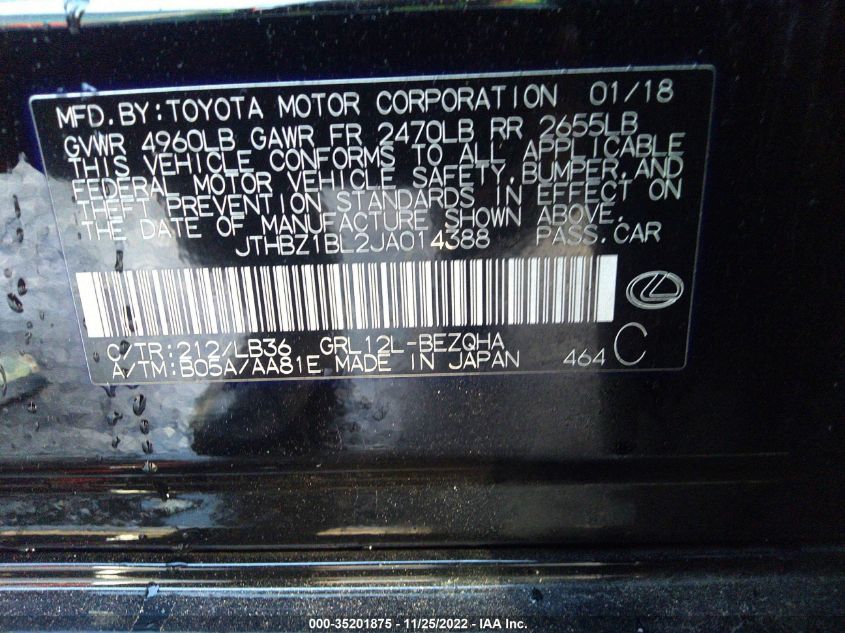 MFD. BY: TOYOTA MOTOR CORPORATION 01/18
GVWR 4960LB GAWR FR 2470LB RR 2655LB
THIS VEHICLE CONFORMS TO ALL APPLICABLE
FEDERAL MOTOR VEHICLE SAFETY, BUMPER, AND
THEFT PREVENTION STANDARDS IN EFFECT ON
THE DATE OF MANUFACTURE SHOWN ABOVE.
JTHBZ1BL2JA014388 PASS. CAR
C/TR: 212/LB36 GRL12L-BEZQHA
A/TM: B05A/AA81E MADE IN JAPAN 464 C
000-35201875 - 11/25/2022 - IAA Inc.